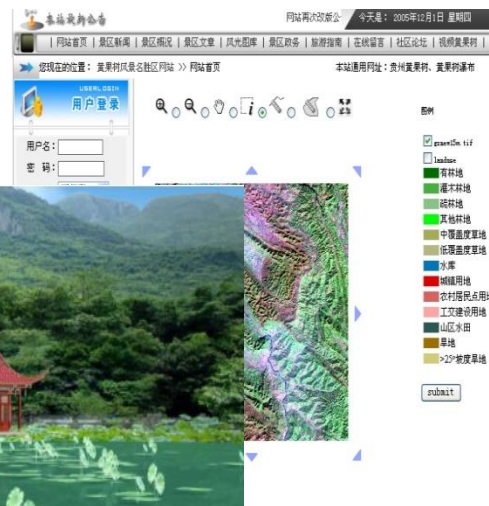 本站最新公告 网站再次改版公 今天是： 2005年12月1日 星期四
| 网站首页 | 景区新闻 | 景区概况 | 景区文章 | 风光图库 | 景区政务 | 旅游指南 | 在线留言 | 社区论坛 | 视频黄果树 |
您现在的位置： 黄果树风景名胜区网站 >> 网站首页 本站通用网址：贵州黄果树、黄果树瀑布
USERLOGIN
用户登录
用户名：
密 码：
图例
landuse
有林地
灌木林地
疏林地
其他林地
中覆盖度草地
低覆盖度草地
水库
城镇用地
农村居民点用地
工交建设用地
山区水田
旱地
>25°坡度旱地
submit